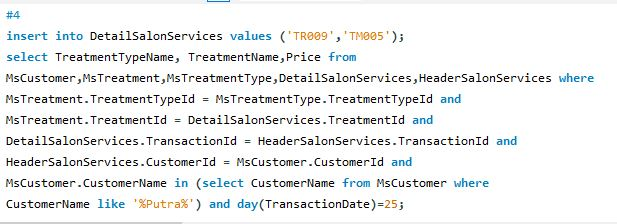 #4
insert into DetailSalonServices values ('TR009','TM005');
select TreatmentTypeName, TreatmentName,Price from
MsCustomer,MsTreatment,MsTreatmentType,DetailSalonServices,HeaderSalonServices where
MsTreatment.TreatmentTypeId = MsTreatmentType.TreatmentTypeId and
MsTreatment.TreatmentId = DetailSalonServices.TreatmentId and
DetailSalonServices.TransactionId = HeaderSalonServices.TransactionId and
HeaderSalonServices.CustomerId = MsCustomer.CustomerId and
MsCustomer.CustomerName in (select CustomerName from MsCustomer where
CustomerName like '%Putra%') and day(TransactionDate)=25;